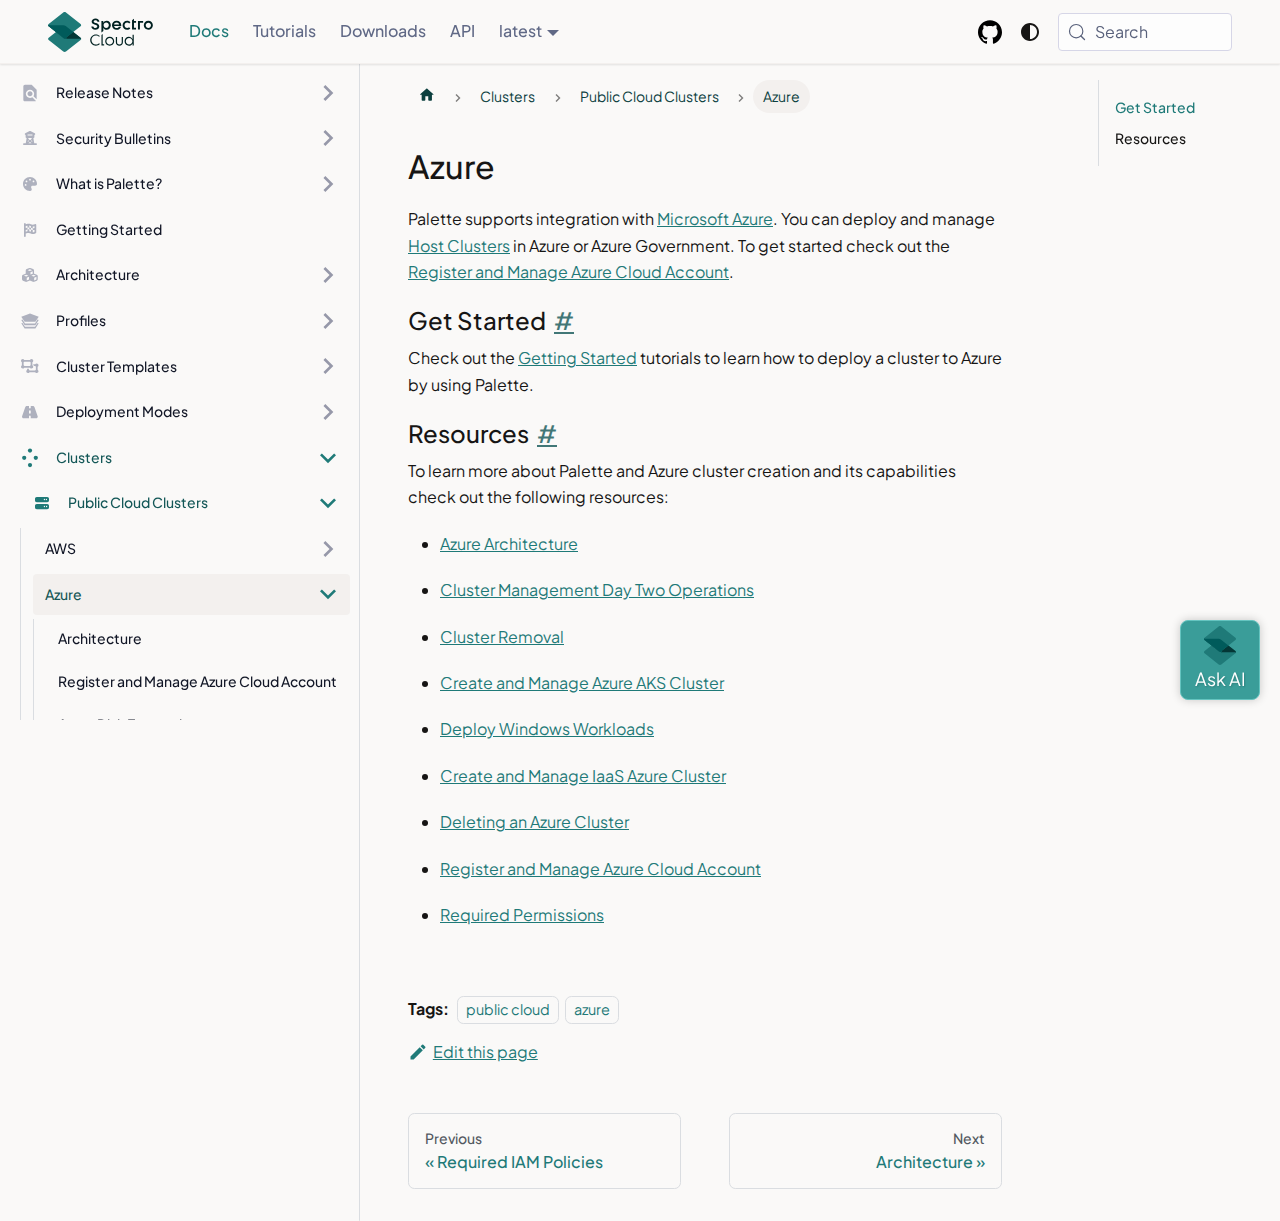 Spectro Cloud
Docs Tutorials Downloads API latest
Search
Release Notes
Security Bulletins
What is Palette?
Getting Started
Architecture
Profiles
Cluster Templates
Deployment Modes
Clusters
Public Cloud Clusters
AWS
Azure
Architecture
Register and Manage Azure Cloud Account
Clusters > Public Cloud Clusters > Azure
Azure
Palette supports integration with Microsoft Azure. You can deploy and manage
Host Clusters in Azure or Azure Government. To get started check out the
Register and Manage Azure Cloud Account.
Get Started #
Check out the Getting Started tutorials to learn how to deploy a cluster to Azure
by using Palette.
Resources #
To learn more about Palette and Azure cluster creation and its capabilities
check out the following resources:
Azure Architecture
Cluster Management Day Two Operations
Cluster Removal
Create and Manage Azure AKS Cluster
Deploy Windows Workloads
Create and Manage IaaS Azure Cluster
Deleting an Azure Cluster
Register and Manage Azure Cloud Account
Required Permissions
Tags: public cloud azure
Edit this page
Previous
« Required IAM Policies
Next
Architecture »
Get Started
Resources
Ask AI